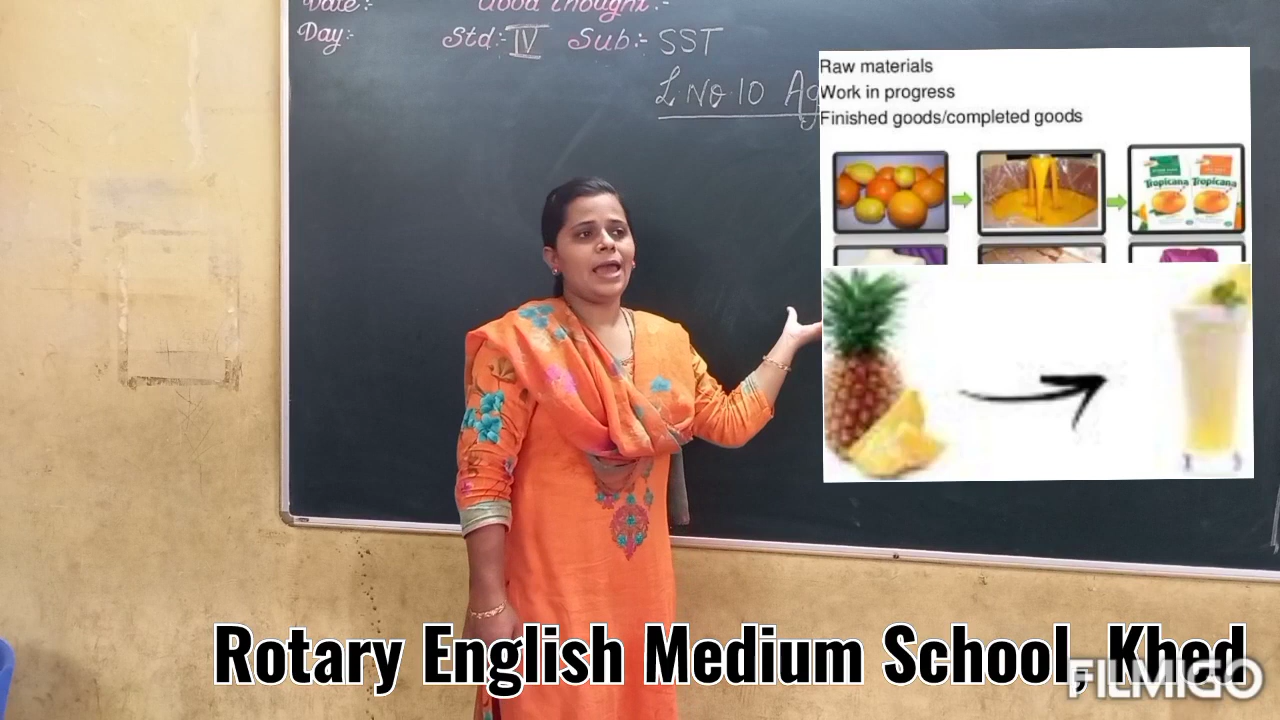 Date:- Good Thought:-
Day:- Std:- IV Sub:- SST
L.No.10 Ag
Raw materials
Work in progress
Finished goods/completed goods
Tropicana Tropicana
Rotary English Medium School, Khed
FILMIGO